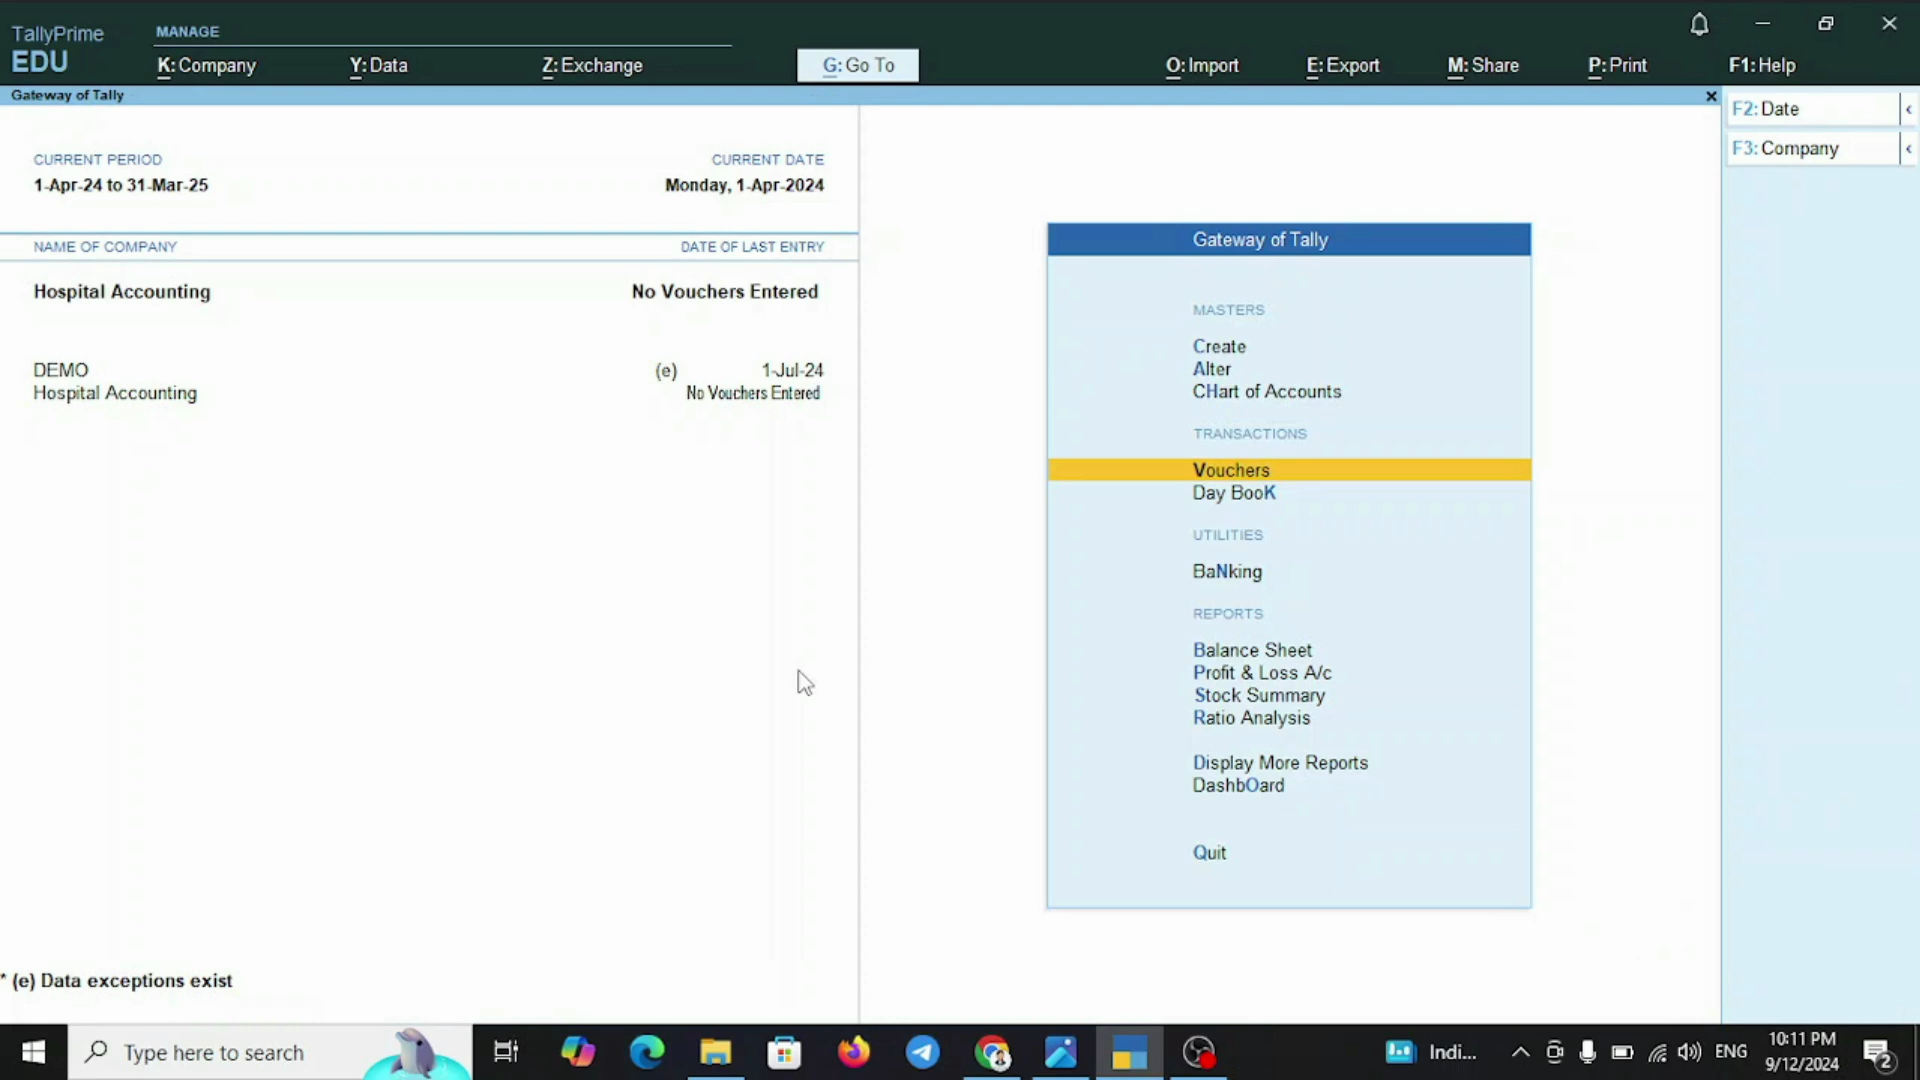 TallyPrime
EDU
MANAGE
K: Company
Y: Data
Z: Exchange
G: Go To
O: Import
E: Export
M: Share
P: Print
F1: Help
Gateway of Tally
F2: Date
F3: Company
CURRENT PERIOD
CURRENT DATE
1-Apr-24 to 31-Mar-25
Monday, 1-Apr-2024
NAME OF COMPANY
DATE OF LAST ENTRY
Hospital Accounting
No Vouchers Entered
DEMO
(e)
1-Jul-24
Hospital Accounting
No Vouchers Entered
* (e) Data exceptions exist
Gateway of Tally
MASTERS
Create
Alter
CHart of Accounts
TRANSACTIONS
Vouchers
Day BooK
UTILITIES
BaNking
REPORTS
Balance Sheet
Profit & Loss A/c
Stock Summary
Ratio Analysis
Display More Reports
DashbOard
Quit
Type here to search
Indi...
ENG
10:11 PM
9/12/2024
2